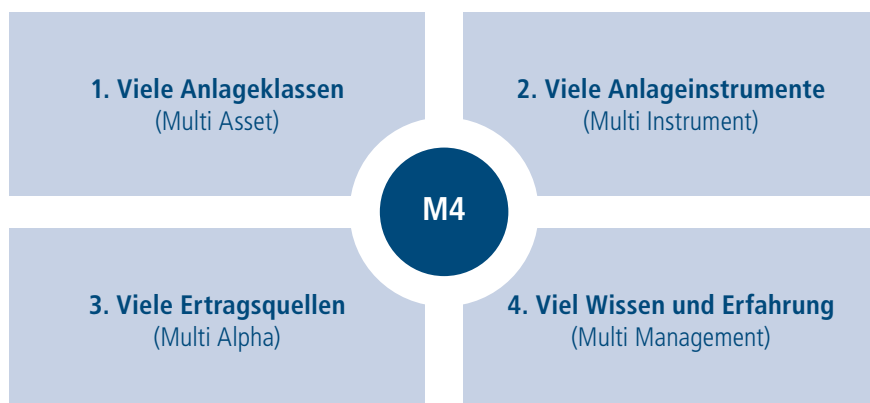 1. Viele Anlageklassen
(Multi Asset)
2. Viele Anlageinstrumente
(Multi Instrument)
M4
3. Viele Ertragsquellen
(Multi Alpha)
4. Viel Wissen und Erfahrung
(Multi Management)